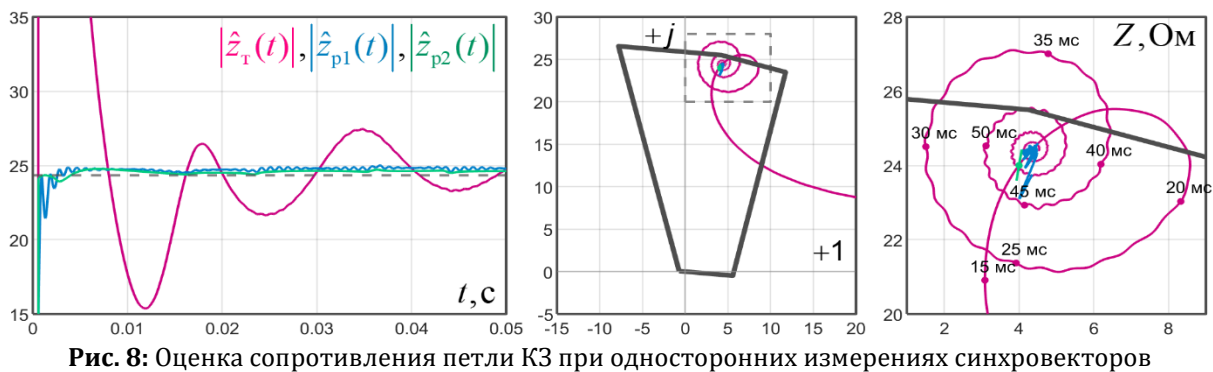 35
30
25
20
15
0
0.01
0.02
0.03
0.04
0.05
|ẑт(t)|,|ẑр1(t)|,|ẑр2(t)|
t,с
30
25
20
15
10
5
0
-5
-15
-10
-5
0
5
10
15
20
+j
+1
28
26
24
22
20
2
4
6
8
Z,Ом
35 мс
30 мс
50 мс
40 мс
20 мс
45 мс
25 мс
15 мс
Рис. 8: Оценка сопротивления петли КЗ при односторонних измерениях синхровекторов